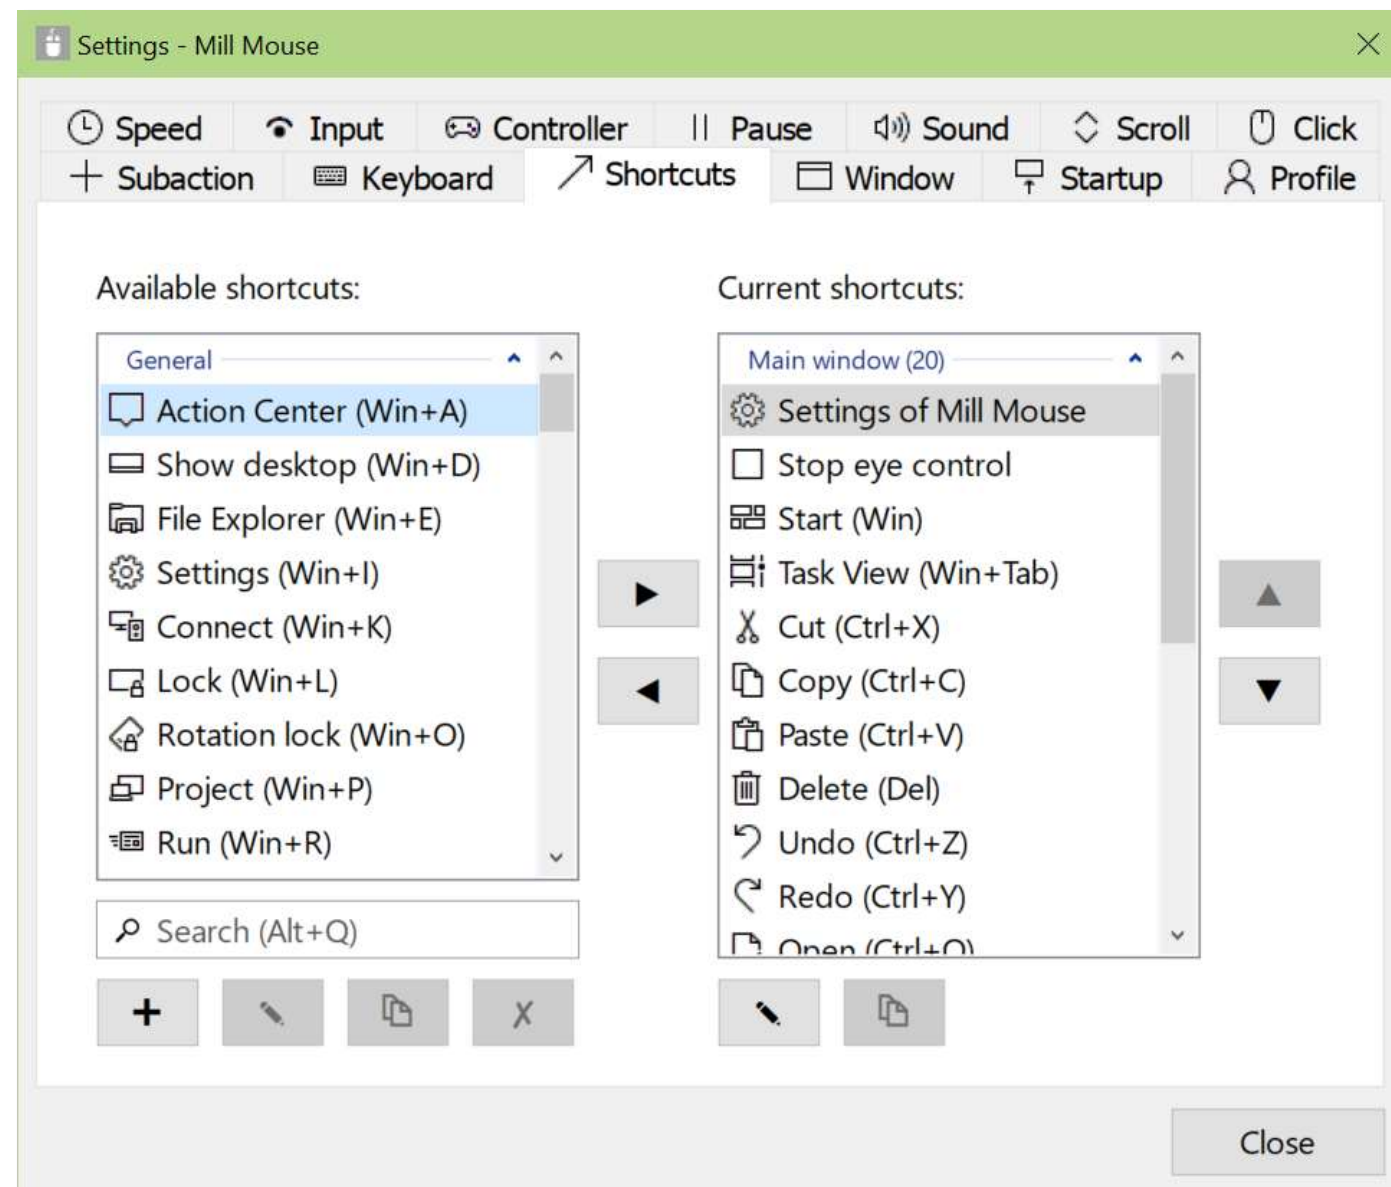 Settings - Mill Mouse
Speed Input Controller Pause Sound Scroll Click
Subaction Keyboard Shortcuts Window Startup Profile
Available shortcuts:
General
Action Center (Win+A)
Show desktop (Win+D)
File Explorer (Win+E)
Settings (Win+I)
Connect (Win+K)
Lock (Win+L)
Rotation lock (Win+O)
Project (Win+P)
Run (Win+R)
Search (Alt+Q)
Current shortcuts:
Main window (20)
Settings of Mill Mouse
Stop eye control
Start (Win)
Task View (Win+Tab)
Cut (Ctrl+X)
Copy (Ctrl+C)
Paste (Ctrl+V)
Delete (Del)
Undo (Ctrl+Z)
Redo (Ctrl+Y)
Open (Ctrl+O)
Close